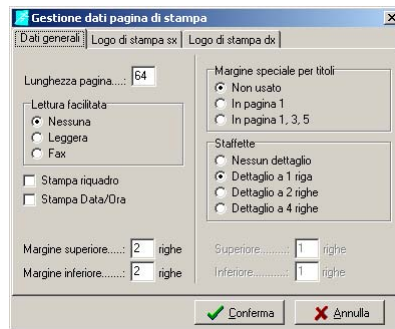 Gestione dati pagina di stampa
Dati generali
Logo di stampa sx
Logo di stampa dx
Lunghezza pagina....: 64
Lettura facilitata
Nessuna
Leggera
Fax
Stampa riquadro
Stampa Data/Ora
Margine superiore.....: 2 righe
Margine inferiore......: 2 righe
Margine speciale per titoli
Non usato
In pagina 1
In pagina 1, 3, 5
Staffette
Nessun dettaglio
Dettaglio a 1 riga
Dettaglio a 2 righe
Dettaglio a 4 righe
Superiore.........: 1 righe
Inferiore..........: 1 righe
Conferma
Annulla